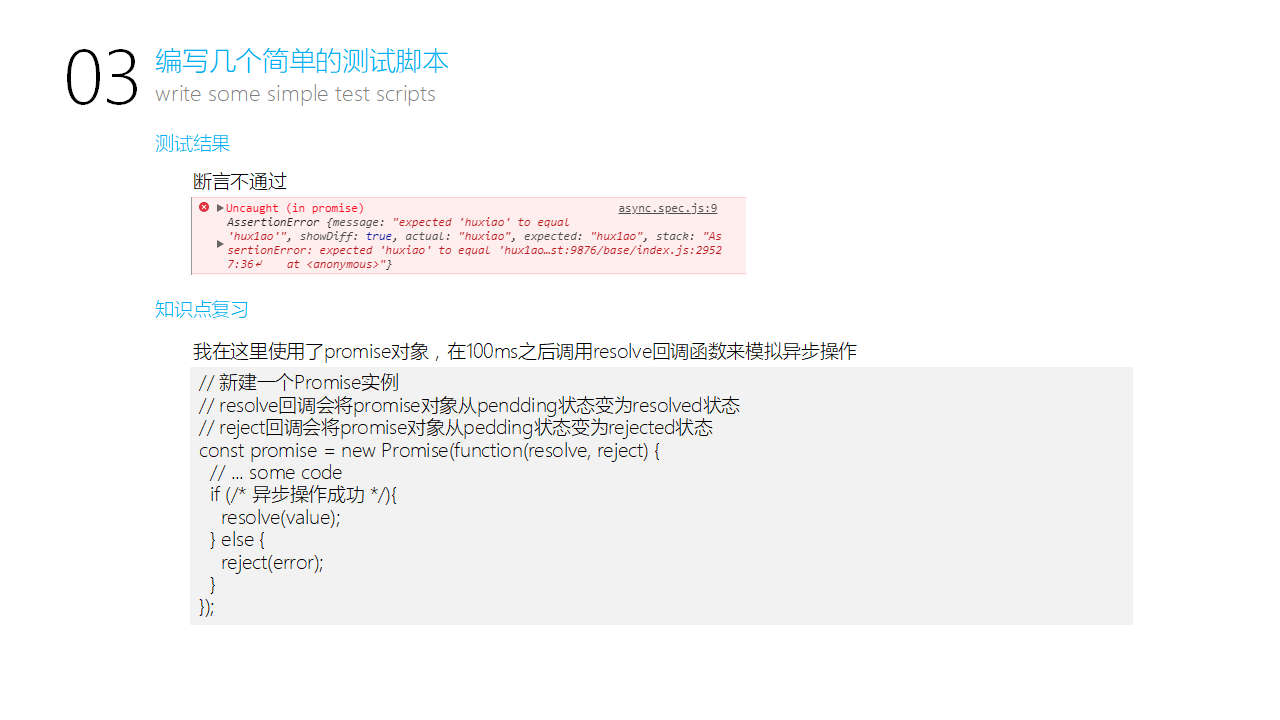 03
编写几个简单的测试脚本
write some simple test scripts
测试结果
断言不通过
Uncaught (in promise) async.spec.js:9
AssertionError {message: "expected 'huxiao' to equal
'hux1ao'", showDiff: true, actual: "huxiao", expected: "hux1ao", stack: "As
sertionError: expected 'huxiao' to equal 'hux1ao…st:9876/base/index.js:2952
7:36↵    at <anonymous>"}
知识点复习
我在这里使用了promise对象，在100ms之后调用resolve回调函数来模拟异步操作
// 新建一个Promise实例
// resolve回调会将promise对象从pendding状态变为resolved状态
// reject回调会将promise对象从pedding状态变为rejected状态
const promise = new Promise(function(resolve, reject) {
  // ... some code
  if (/* 异步操作成功 */){
    resolve(value);
  } else {
    reject(error);
  }
});